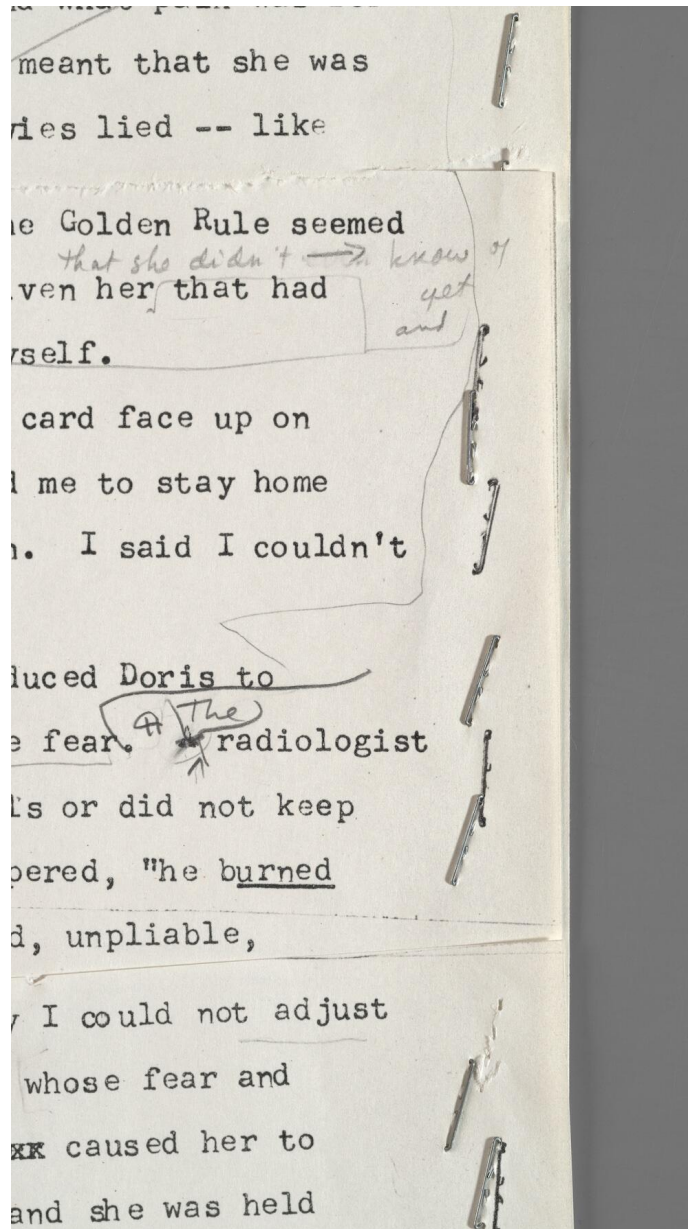 meant that she was
ies lied -- like
e Golden Rule seemed
that she didn't know of
ven her that had
yet
and
yself.
card face up on
me to stay home
. I said I couldn't
duced Doris to
The
e fear. radiologist
's or did not keep
pered, "he burned
d, unpliable,
I could not adjust
whose fear and
xx caused her to
and she was held